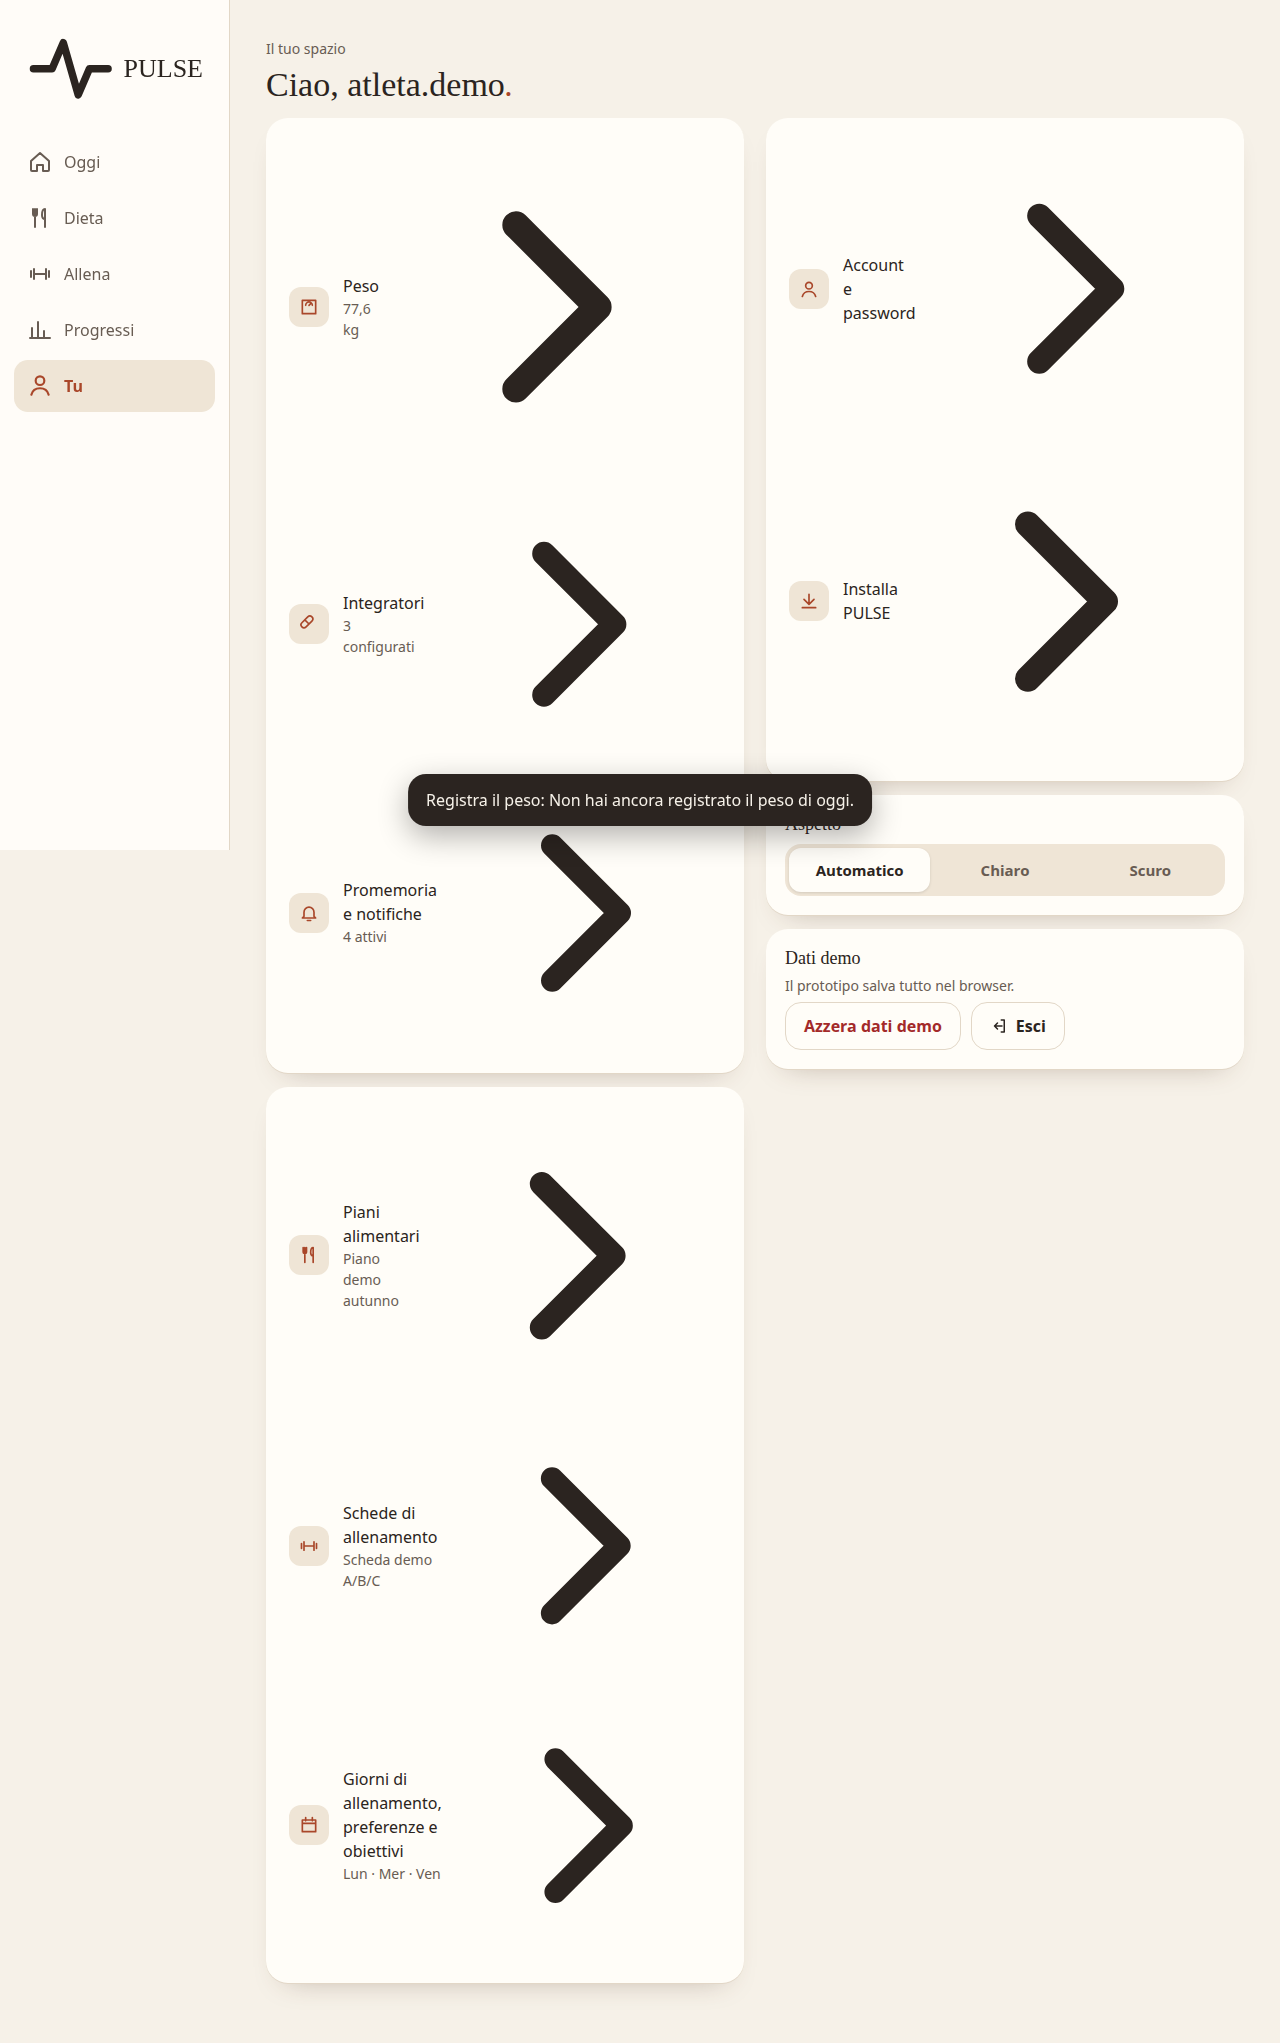 PULSE
Oggi
Dieta
Allena
Progressi
Tu
Il tuo spazio
Ciao, atleta.demo.
Peso
77,6
kg
Integratori
3
configurati
Promemoria
e notifiche
4 attivi
Piani
alimentari
Piano
demo
autunno
Schede di
allenamento
Scheda demo
A/B/C
Giorni di
allenamento,
preferenze e
obiettivi
Lun · Mer · Ven
Account
e
password
Installa
PULSE
Registra il peso: Non hai ancora registrato il peso di oggi.
Aspetto
Automatico
Chiaro
Scuro
Dati demo
Il prototipo salva tutto nel browser.
Azzera dati demo
Esci